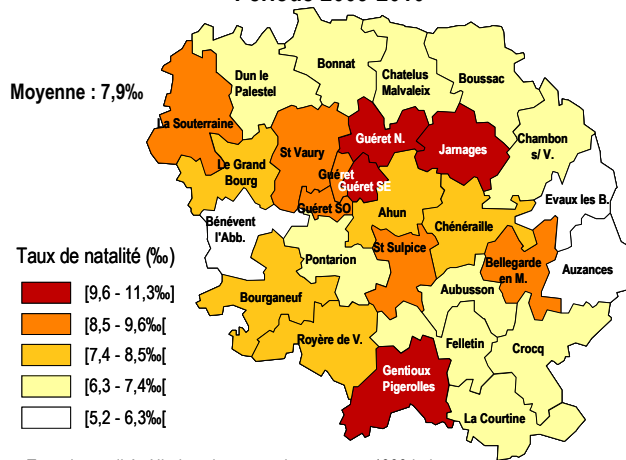 Bonnat
Chatelus
Malvaleix
Dun le
Palestel
Boussac
Moyenne : 7,9‰
La Souterraine
Guéret N.
Jarnages
Chambon
s/ V.
St Vaury
Le Grand
Bourg
Guéret
Guéret SE
Evaux les B.
Guéret SO
Ahun
Bénévent
l'Abb.
Chénéraille
St Sulpice
Pontarion
Bellegarde
en M.
Auzances
Taux de natalité (‰)
[9,6 - 11,3‰]
[8,5 - 9,6‰[
[7,4 - 8,5‰[
[6,3 - 7,4‰[
[5,2 - 6,3‰[
Aubusson
Bourganeuf
Royère de V.
Felletin
Crocq
Gentioux
Pigerolles
La Courtine